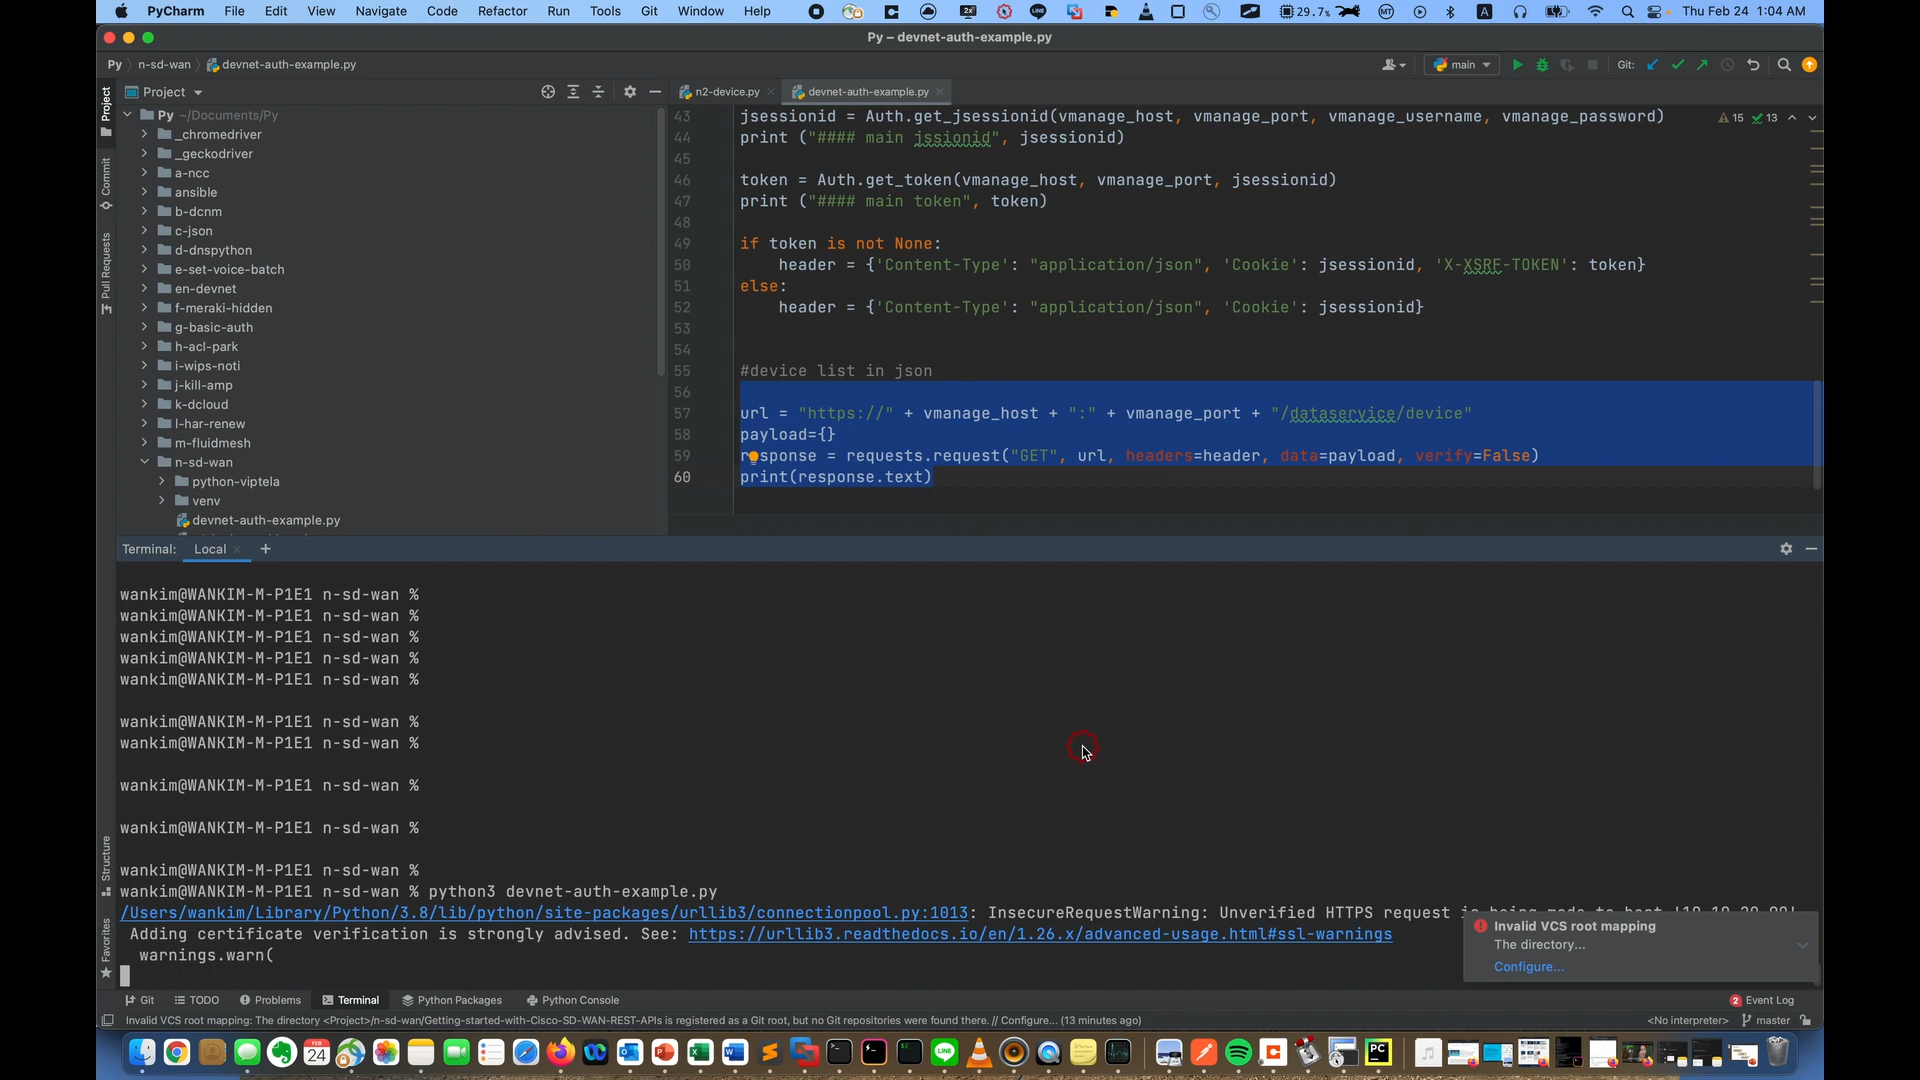 PyCharm File Edit View Navigate Code Refactor Run Tools Git Window Help 29.7% Thu Feb 24 1:04 AM
Py – devnet-auth-example.py
Py n-sd-wan devnet-auth-example.py main Git:
Project n2-device.py devnet-auth-example.py
Project
Commit
Pull Requests
Structure
Favorites
Py ~/Documents/Py
_chromedriver
_geckodriver
a-ncc
ansible
b-dcnm
c-json
d-dnspython
e-set-voice-batch
en-devnet
f-meraki-hidden
g-basic-auth
h-acl-park
i-wips-noti
j-kill-amp
k-dcloud
l-har-renew
m-fluidmesh
n-sd-wan
python-viptela
venv
devnet-auth-example.py
15 13
43 jsessionid = Auth.get_jsessionid(vmanage_host, vmanage_port, vmanage_username, vmanage_password)
44 print ("#### main jssionid", jsessionid)
45
46 token = Auth.get_token(vmanage_host, vmanage_port, jsessionid)
47 print ("#### main token", token)
48
49 if token is not None:
50 header = {'Content-Type': "application/json", 'Cookie': jsessionid, 'X-XSRF-TOKEN': token}
51 else:
52 header = {'Content-Type': "application/json", 'Cookie': jsessionid}
53
54
55 #device list in json
56
57 url = "https://" + vmanage_host + ":" + vmanage_port + "/dataservice/device"
58 payload={}
59 response = requests.request("GET", url, headers=header, data=payload, verify=False)
60 print(response.text)
Terminal: Local +
wankim@WANKIM-M-P1E1 n-sd-wan %
wankim@WANKIM-M-P1E1 n-sd-wan %
wankim@WANKIM-M-P1E1 n-sd-wan %
wankim@WANKIM-M-P1E1 n-sd-wan %
wankim@WANKIM-M-P1E1 n-sd-wan %
wankim@WANKIM-M-P1E1 n-sd-wan %
wankim@WANKIM-M-P1E1 n-sd-wan %
wankim@WANKIM-M-P1E1 n-sd-wan %
wankim@WANKIM-M-P1E1 n-sd-wan %
wankim@WANKIM-M-P1E1 n-sd-wan %
wankim@WANKIM-M-P1E1 n-sd-wan % python3 devnet-auth-example.py
/Users/wankim/Library/Python/3.8/lib/python/site-packages/urllib3/connectionpool.py:1013: InsecureRequestWarning: Unverified HTTPS request is being made to host
Adding certificate verification is strongly advised. See: https://urllib3.readthedocs.io/en/1.26.x/advanced-usage.html#ssl-warnings
warnings.warn(
Invalid VCS root mapping
The directory...
Configure...
Git TODO Problems Terminal Python Packages Python Console 2 Event Log
Invalid VCS root mapping: The directory <Project>/n-sd-wan/Getting-started-with-Cisco-SD-WAN-REST-APIs is registered as a Git root, but no Git repositories were found there. // Configure... (13 minutes ago) <No interpreter> master